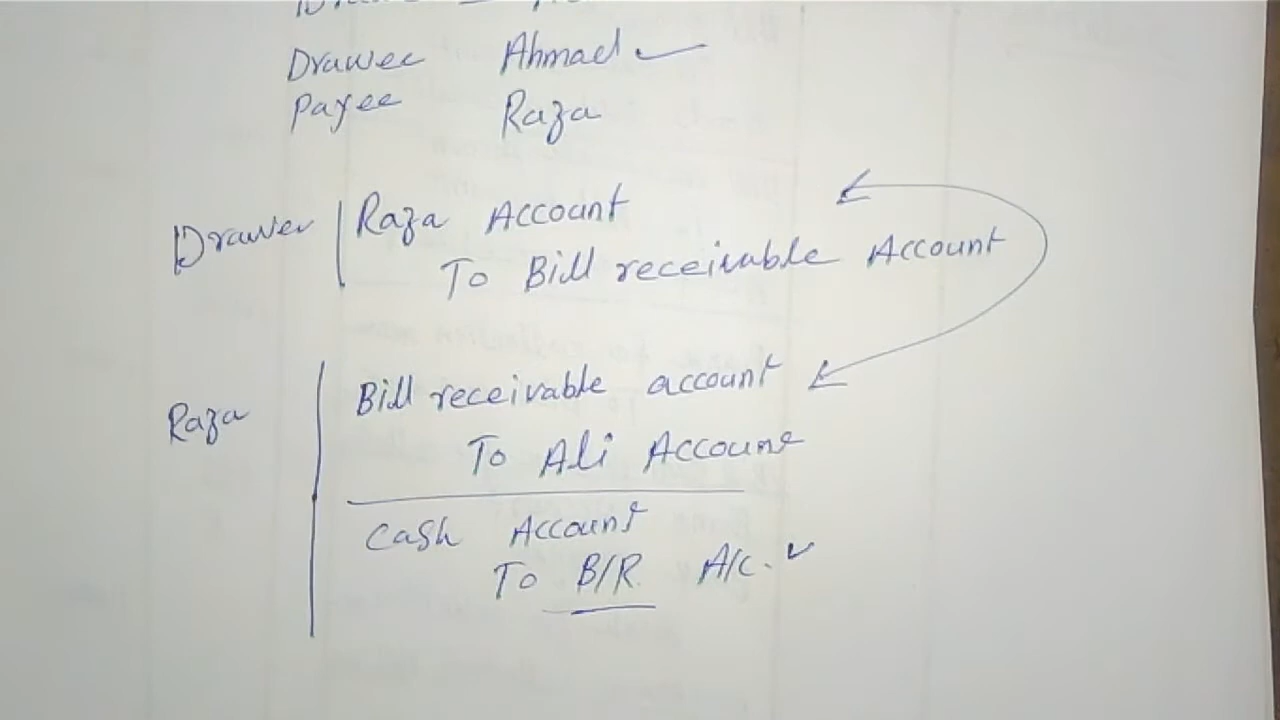 Drawee Ahmad
Payee Raza
Drawer Raza Account
To Bill receivable Account
Raza Bill receivable account
To Ali Account
Cash Account
To B/R A/C.